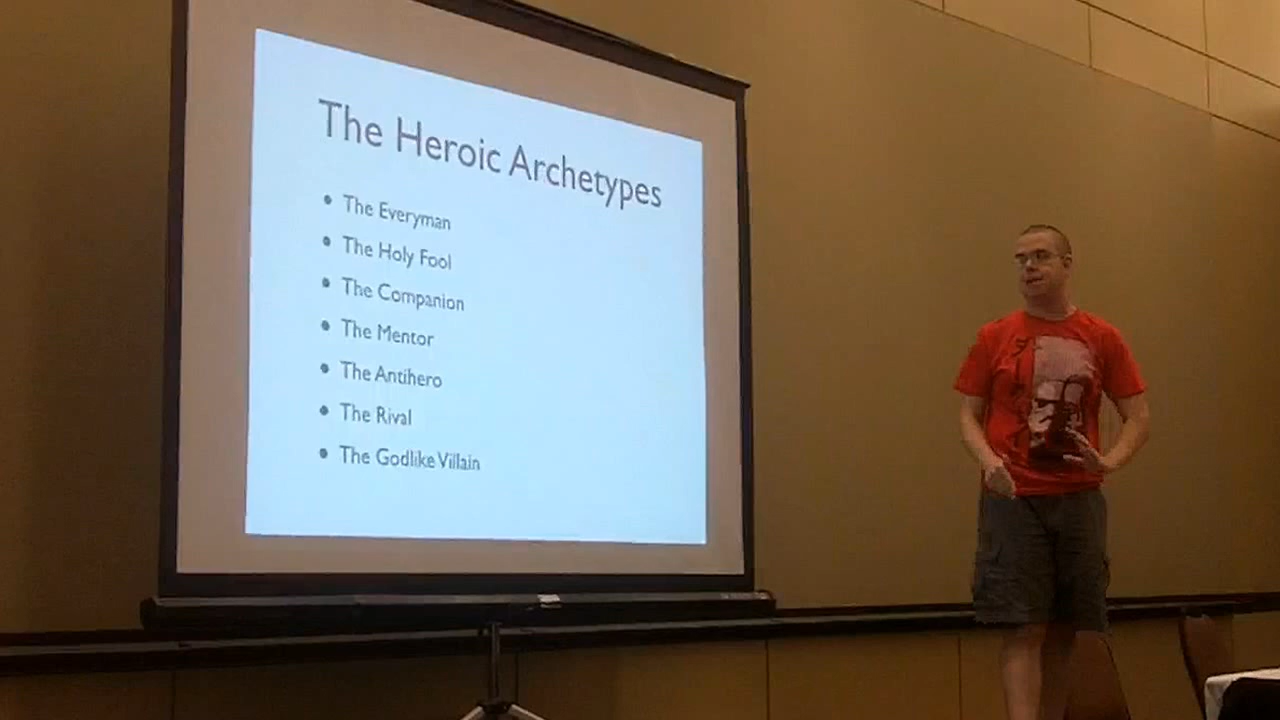 The Heroic Archetypes
• The Everyman
• The Holy Fool
• The Companion
• The Mentor
• The Antihero
• The Rival
• The Godlike Villain